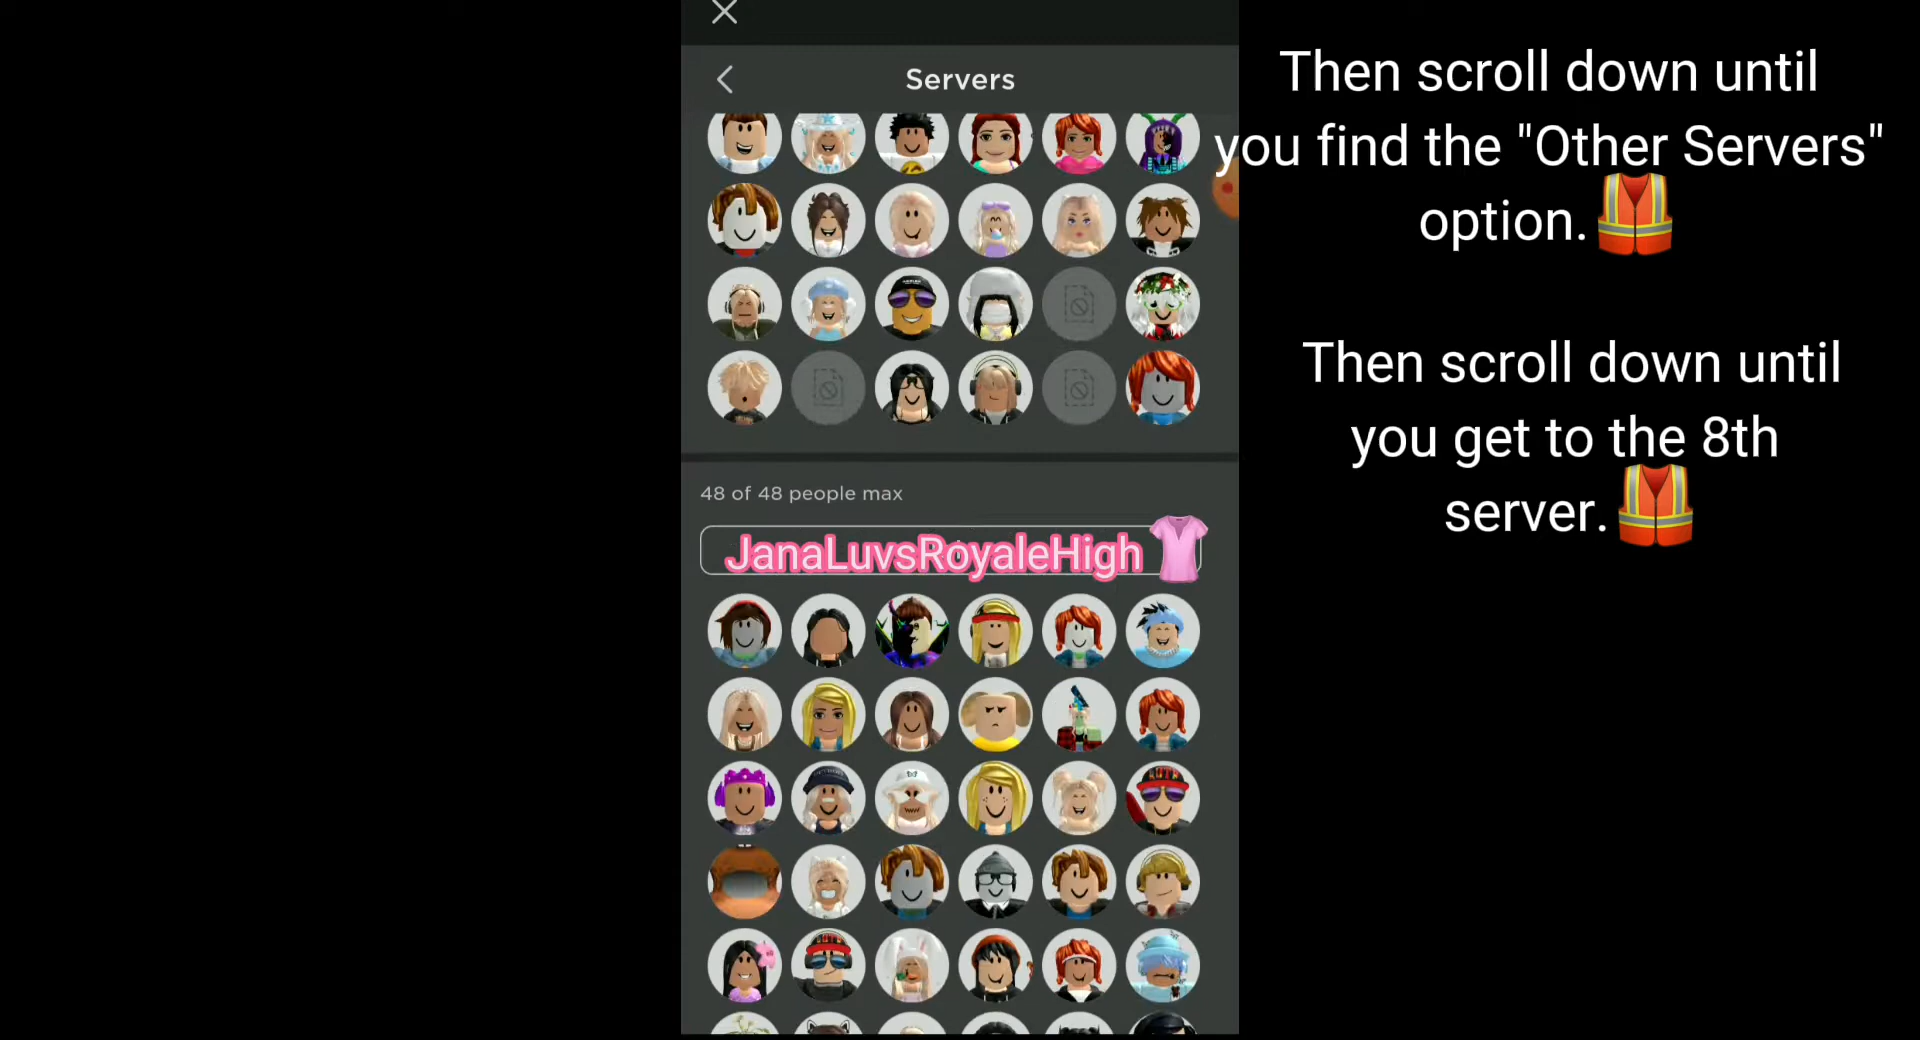 Servers
48 of 48 people max
JanaLuvsRoyaleHigh
Then scroll down until
you find the "Other Servers"
option.
Then scroll down until
you get to the 8th
server.